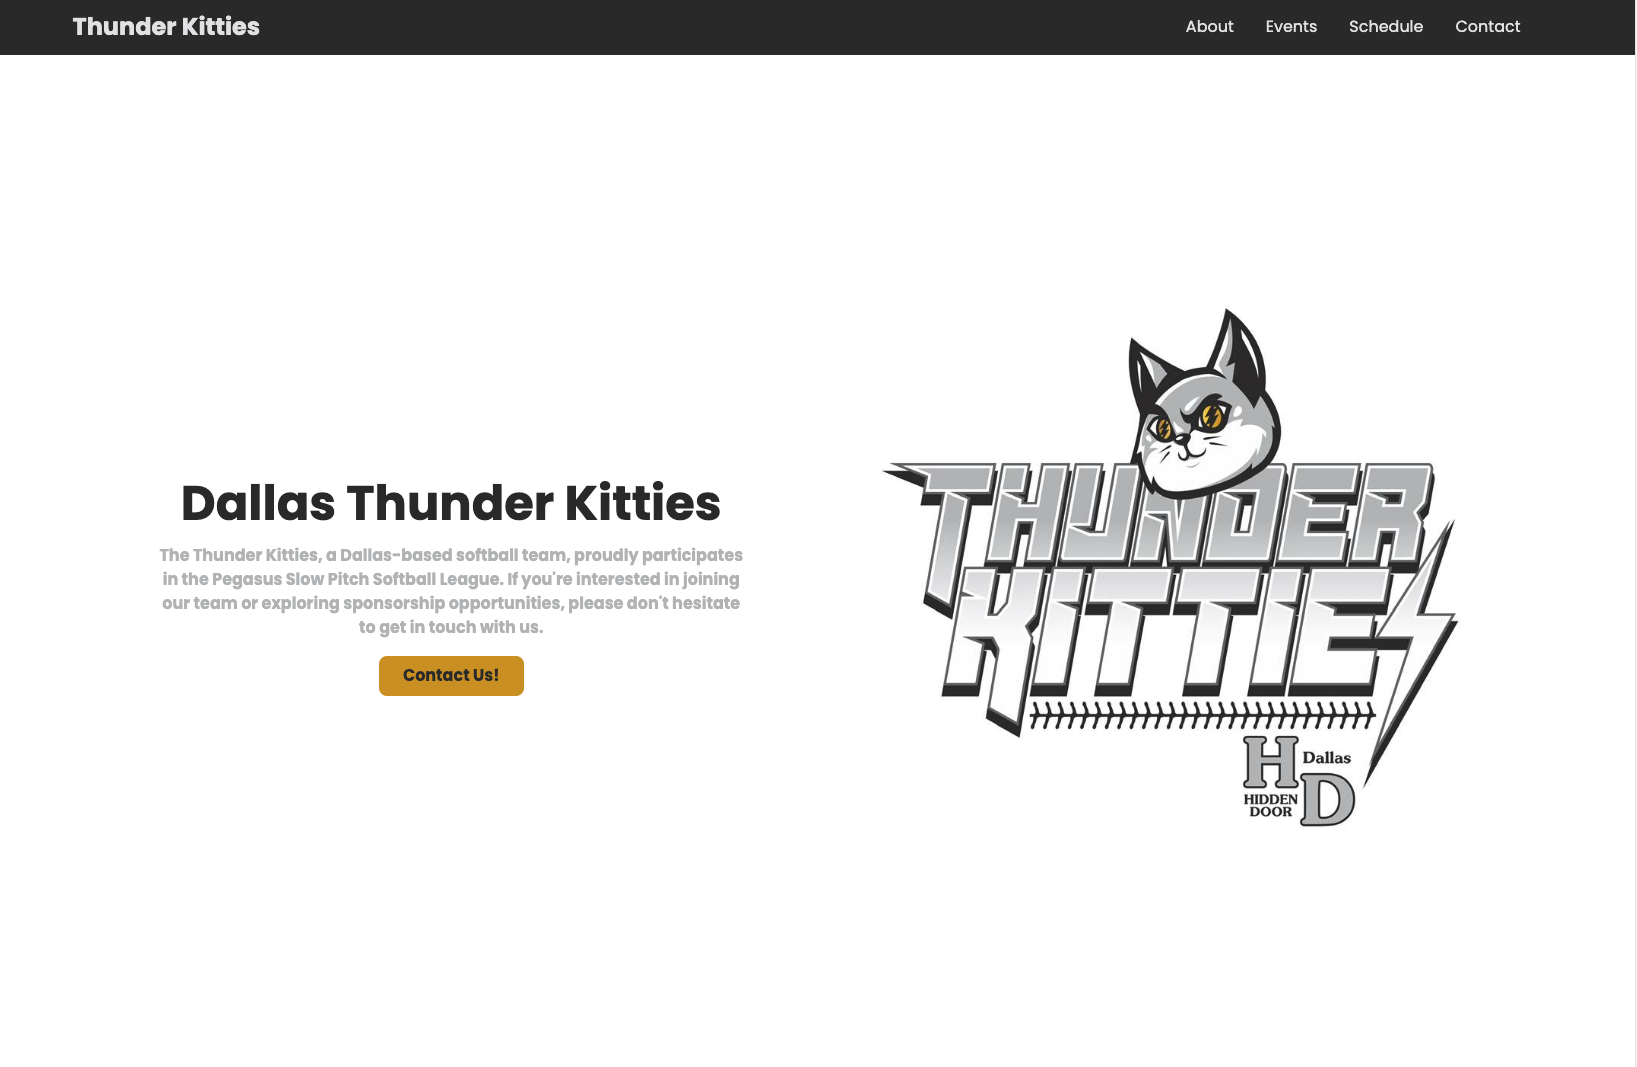 Thunder Kitties
About Events Schedule Contact
Dallas Thunder Kitties
The Thunder Kitties, a Dallas-based softball team, proudly participates
in the Pegasus Slow Pitch Softball League. If you're interested in joining
our team or exploring sponsorship opportunities, please don't hesitate
to get in touch with us.
Contact Us!
THUNDER
KITTIES
H Dallas
HIDDEN
DOOR D